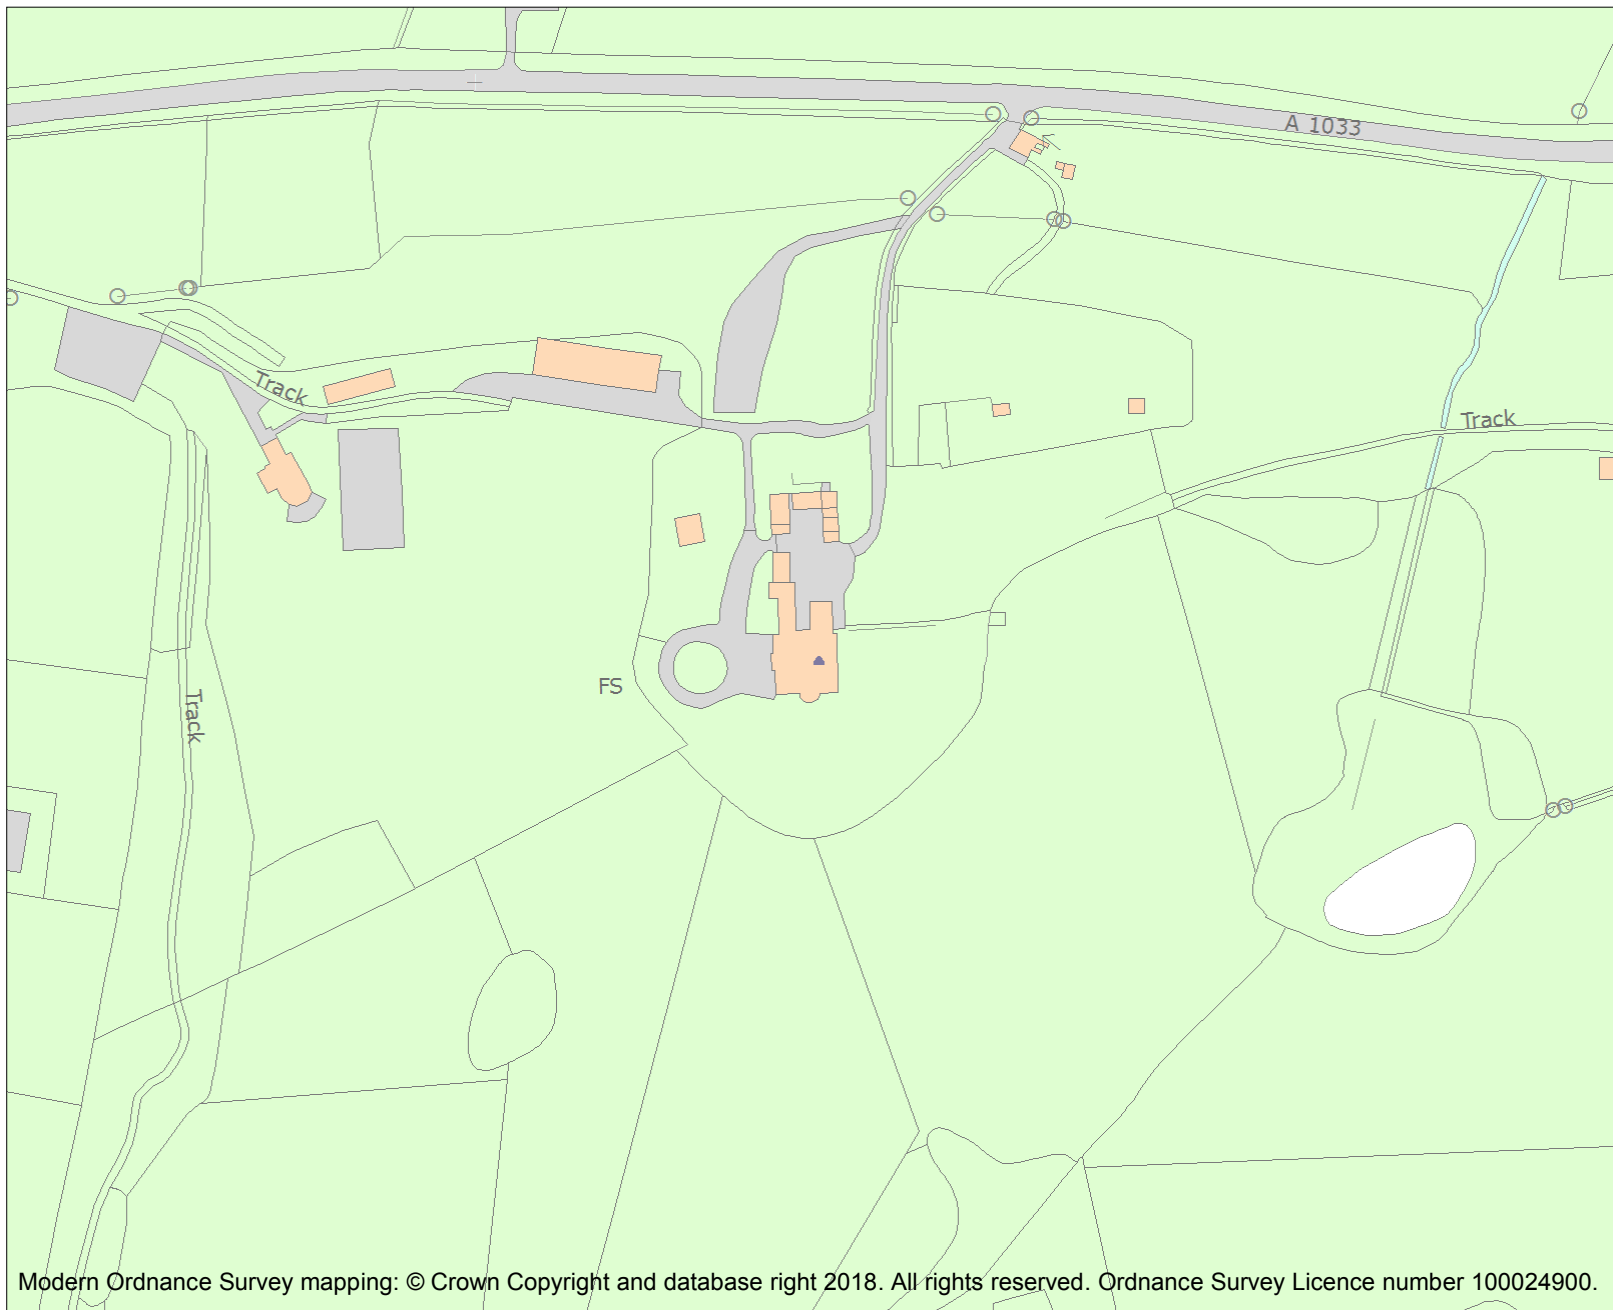 A 1033
Track
Track
FS
Track
Modern Ordnance Survey mapping: © Crown Copyright and database right 2018. All rights reserved. Ordnance Survey Licence number 100024900.